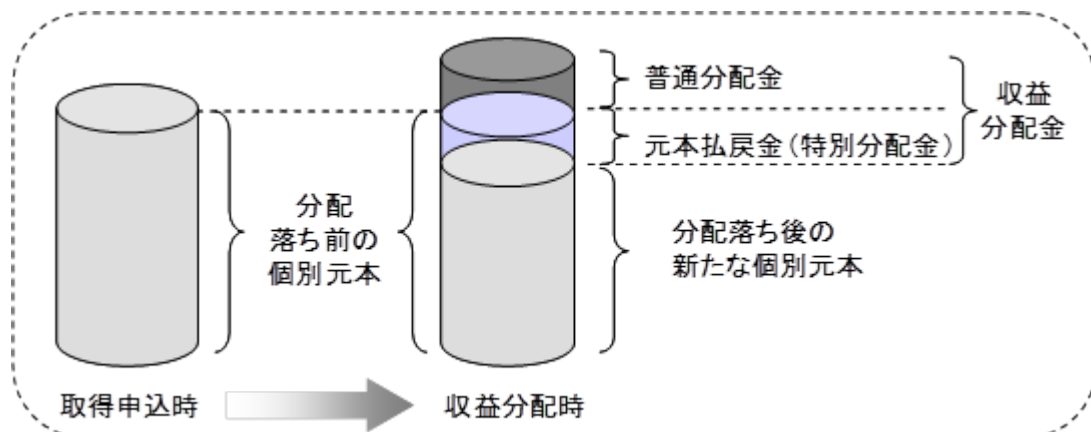 普通分配金
収益
分配金
元本払戻金(特別分配金)
分配
落ち前の
個別元本
分配落ち後の
新たな個別元本
取得申込時
収益分配時